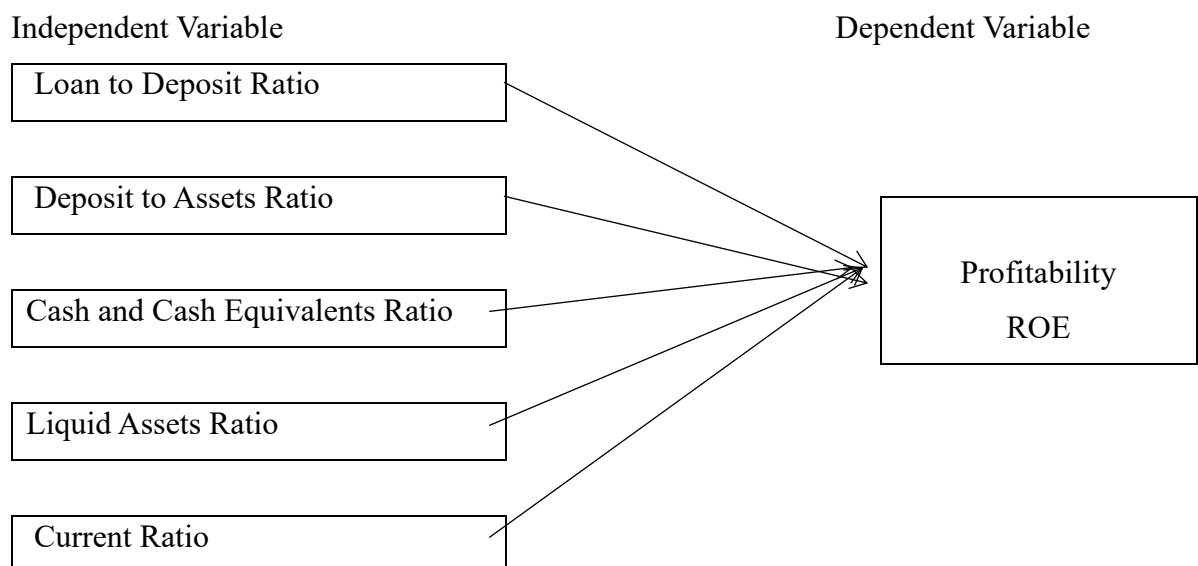 Independent Variable
Dependent Variable
Loan to Deposit Ratio
Deposit to Assets Ratio
Cash and Cash Equivalents Ratio
Liquid Assets Ratio
Current Ratio
Profitability
ROE